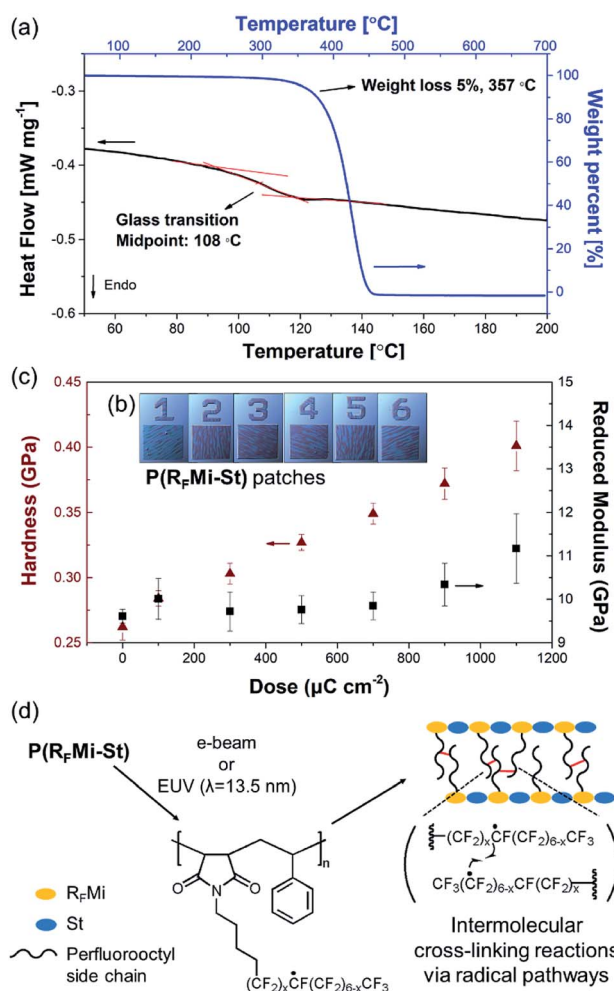 (a)
Temperature [°C]
100 200 300 400 500 600 700
Weight loss 5%, 357 °C
Glass transition
Midpoint: 108 °C
Endo
Heat Flow [mW mg⁻¹]
-0.3
-0.4
-0.5
-0.6
Weight percent [%]
100
80
60
40
20
0
60 80 100 120 140 160 180 200
Temperature [°C]
(c)
(b)
1 2 3 4 5 6
P(R_FMi-St) patches
Hardness (GPa)
0.45
0.40
0.35
0.30
0.25
Reduced Modulus (GPa)
15
14
13
12
11
10
9
0 200 400 600 800 1000 1200
Dose (μC cm⁻²)
(d)
P(R_FMi-St)
e-beam
or
EUV (λ=13.5 nm)
n
O N O
(CF₂)ₓĊF(CF₂)₆₋ₓCF₃
R_FMi
St
Perfluorooctyl
side chain
(CF₂)ₓĊF(CF₂)₆₋ₓCF₃
CF₃(ĊF₂)₆₋ₓCF(CF₂)ₓ
Intermolecular
cross-linking reactions
via radical pathways